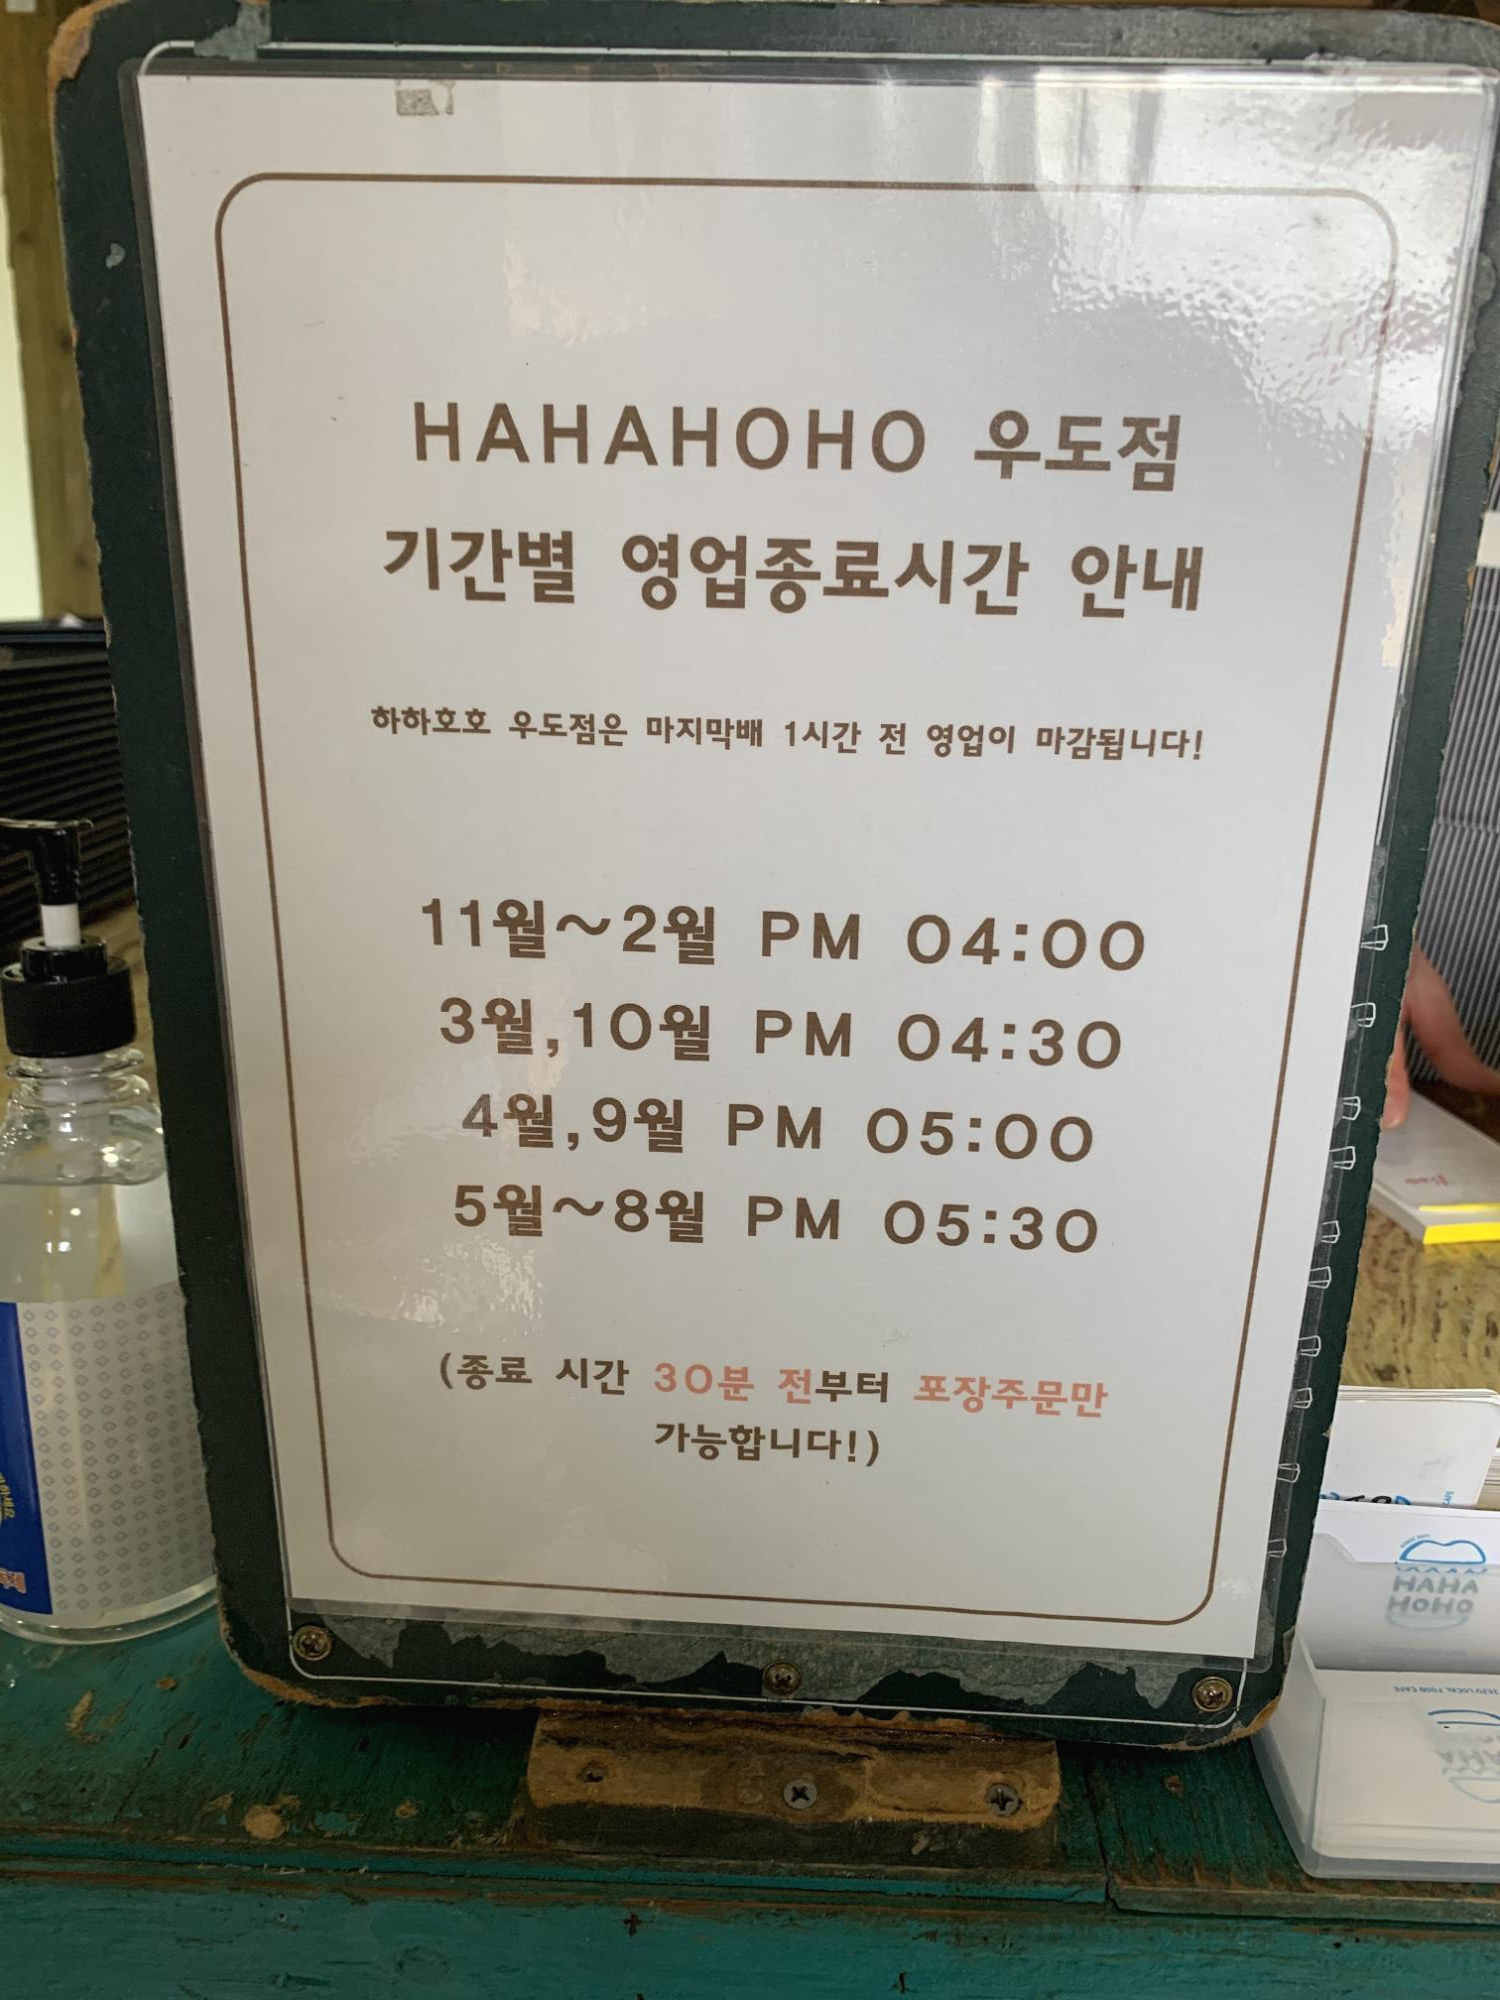 HAHAHOHO 우도점
기간별 영업종료시간 안내
하하호호 우도점은 마지막배 1시간 전 영업이 마감됩니다!
11월~2월 PM 04:00
3월,10월 PM 04:30
4월,9월 PM 05:00
5월~8월 PM 05:30
(종료 시간 30분 전부터 포장주문만
가능합니다!)
HAHA
HOHO